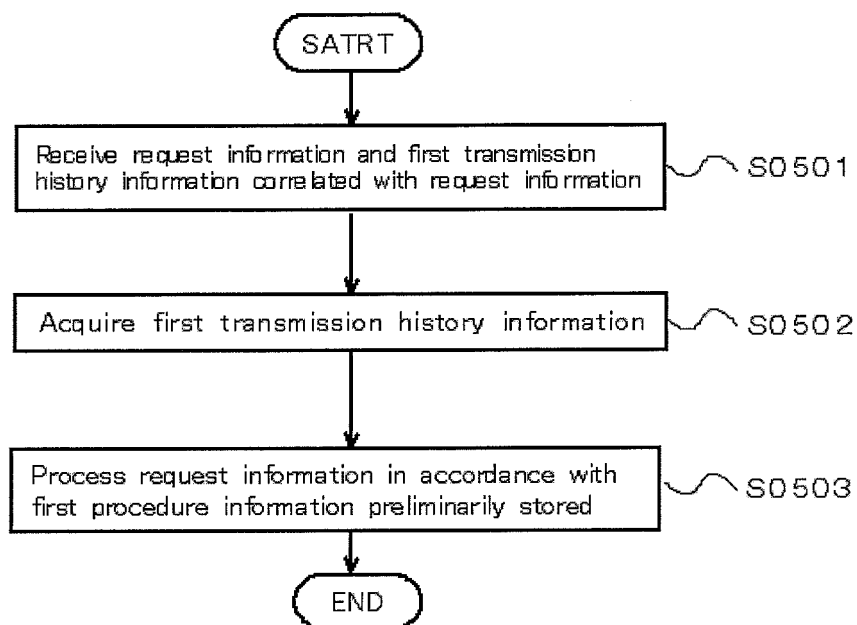 SATRT
Receive request information and first transmission
history information correlated with request information
S0501
Acquire first transmission history information
S0502
Process request information in accordance with
first procedure information preliminarily stored
S0503
END